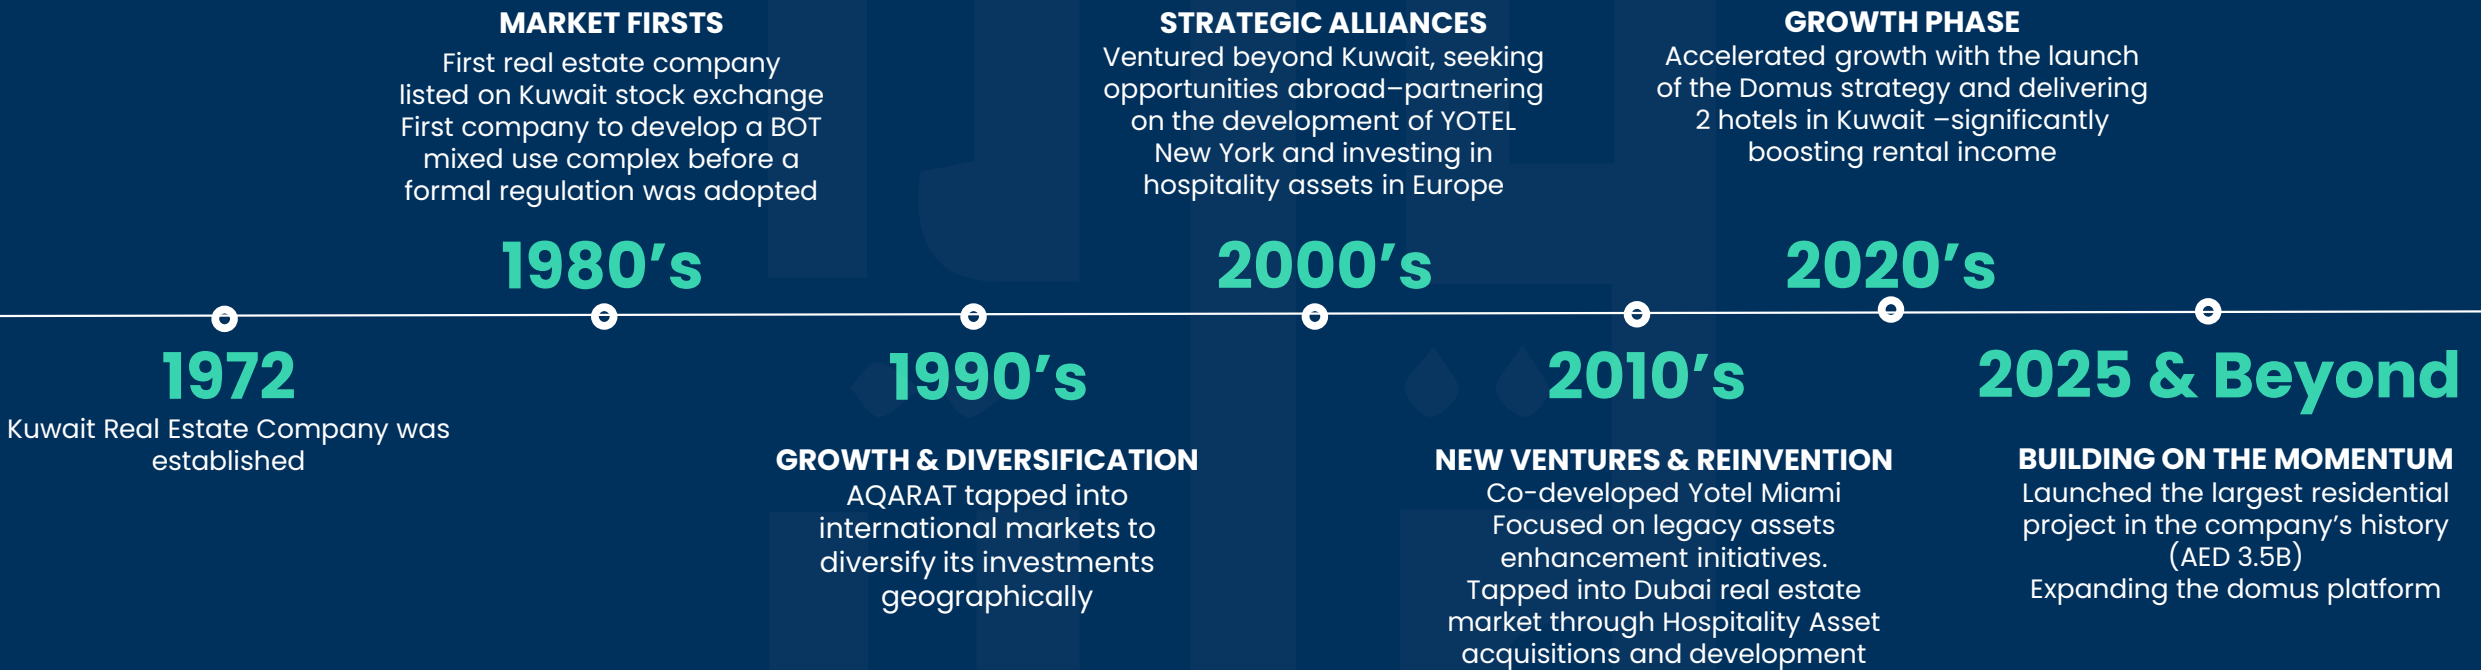 1972
Kuwait Real Estate Company was
established
MARKET FIRSTS
First real estate company
listed on Kuwait stock exchange
First company to develop a BOT
mixed use complex before a
formal regulation was adopted
1980’s
1990’s
GROWTH & DIVERSIFICATION
AQARAT tapped into
international markets to
diversify its investments
geographically
STRATEGIC ALLIANCES
Ventured beyond Kuwait, seeking
opportunities abroad–partnering
on the development of YOTEL
New York and investing in
hospitality assets in Europe
2000’s
2010’s
NEW VENTURES & REINVENTION
Co-developed Yotel Miami
Focused on legacy assets
enhancement initiatives.
Tapped into Dubai real estate
market through Hospitality Asset
acquisitions and development
GROWTH PHASE
Accelerated growth with the launch
of the Domus strategy and delivering
2 hotels in Kuwait –significantly
boosting rental income
2020’s
2025 & Beyond
BUILDING ON THE MOMENTUM
Launched the largest residential
project in the company’s history
(AED 3.5B)
Expanding the domus platform